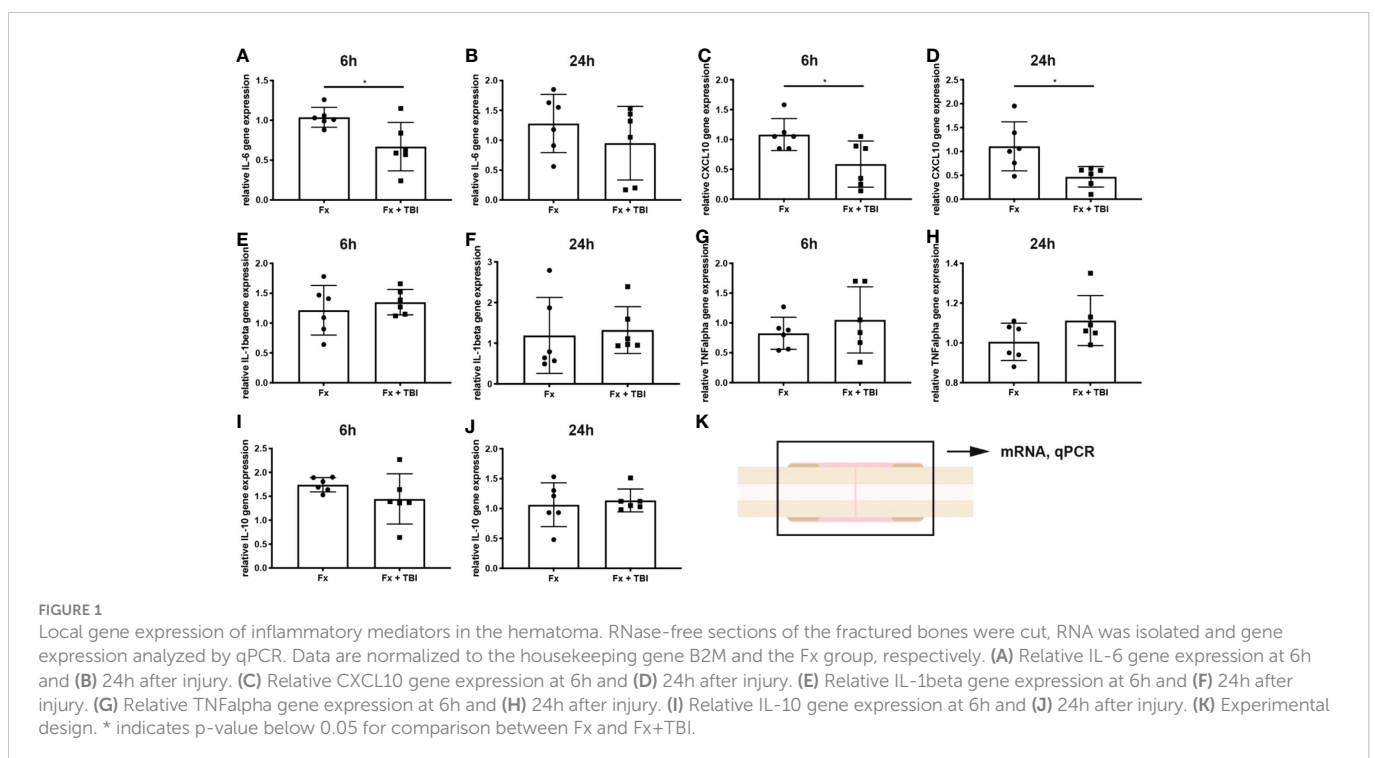 A
6h
*
relative IL-6 gene expression
1.5
1.0
0.5
0.0
Fx
Fx + TBI
B
24h
relative IL-6 gene expression
2.0
1.5
1.0
0.5
0.0
Fx
Fx + TBI
C
6h
*
relative CXCL10 gene expression
2.0
1.5
1.0
0.5
0.0
Fx
Fx + TBI
D
24h
*
relative CXCL10 gene expression
2.5
2.0
1.5
1.0
0.5
0.0
Fx
Fx + TBI
E
6h
relative IL-1beta gene expression
2.0
1.5
1.0
0.5
0.0
Fx
Fx + TBI
F
24h
relative IL-1beta gene expression
3
2
1
0
Fx
Fx + TBI
G
6h
relative TNFalpha gene expression
2.0
1.5
1.0
0.5
0.0
Fx
Fx + TBI
H
24h
relative TNFalpha gene expression
1.4
1.2
1.0
0.8
Fx
Fx + TBI
I
6h
relative IL-10 gene expression
2.5
2.0
1.5
1.0
0.5
0.0
Fx
Fx + TBI
J
24h
relative IL-10 gene expression
2.0
1.5
1.0
0.5
0.0
Fx
Fx + TBI
K
mRNA, qPCR
FIGURE 1
Local gene expression of inflammatory mediators in the hematoma. RNase-free sections of the fractured bones were cut, RNA was isolated and gene
expression analyzed by qPCR. Data are normalized to the housekeeping gene B2M and the Fx group, respectively. (A) Relative IL-6 gene expression at 6h
and (B) 24h after injury. (C) Relative CXCL10 gene expression at 6h and (D) 24h after injury. (E) Relative IL-1beta gene expression at 6h and (F) 24h after
injury. (G) Relative TNFalpha gene expression at 6h and (H) 24h after injury. (I) Relative IL-10 gene expression at 6h and (J) 24h after injury. (K) Experimental
design. * indicates p-value below 0.05 for comparison between Fx and Fx+TBI.